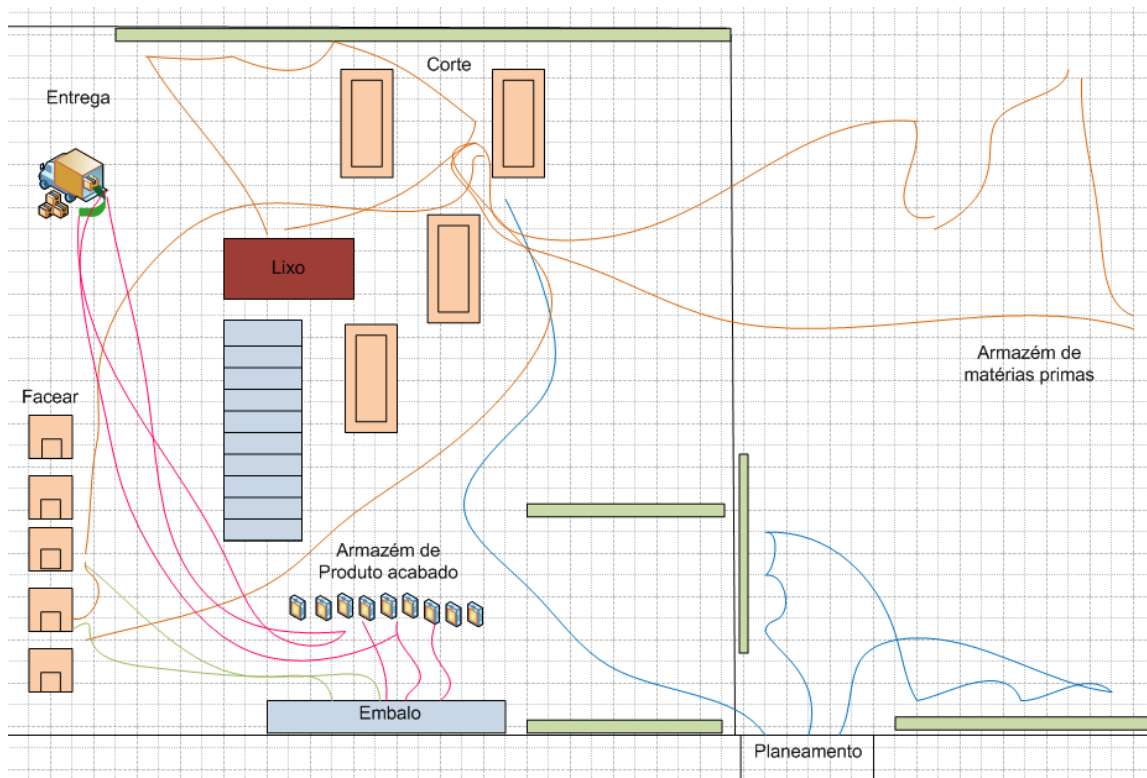 Corte
Entrega
Lixo
Armazém de
matérias primas
Facear
Armazém de
Produto acabado
Embalo
Planeamento